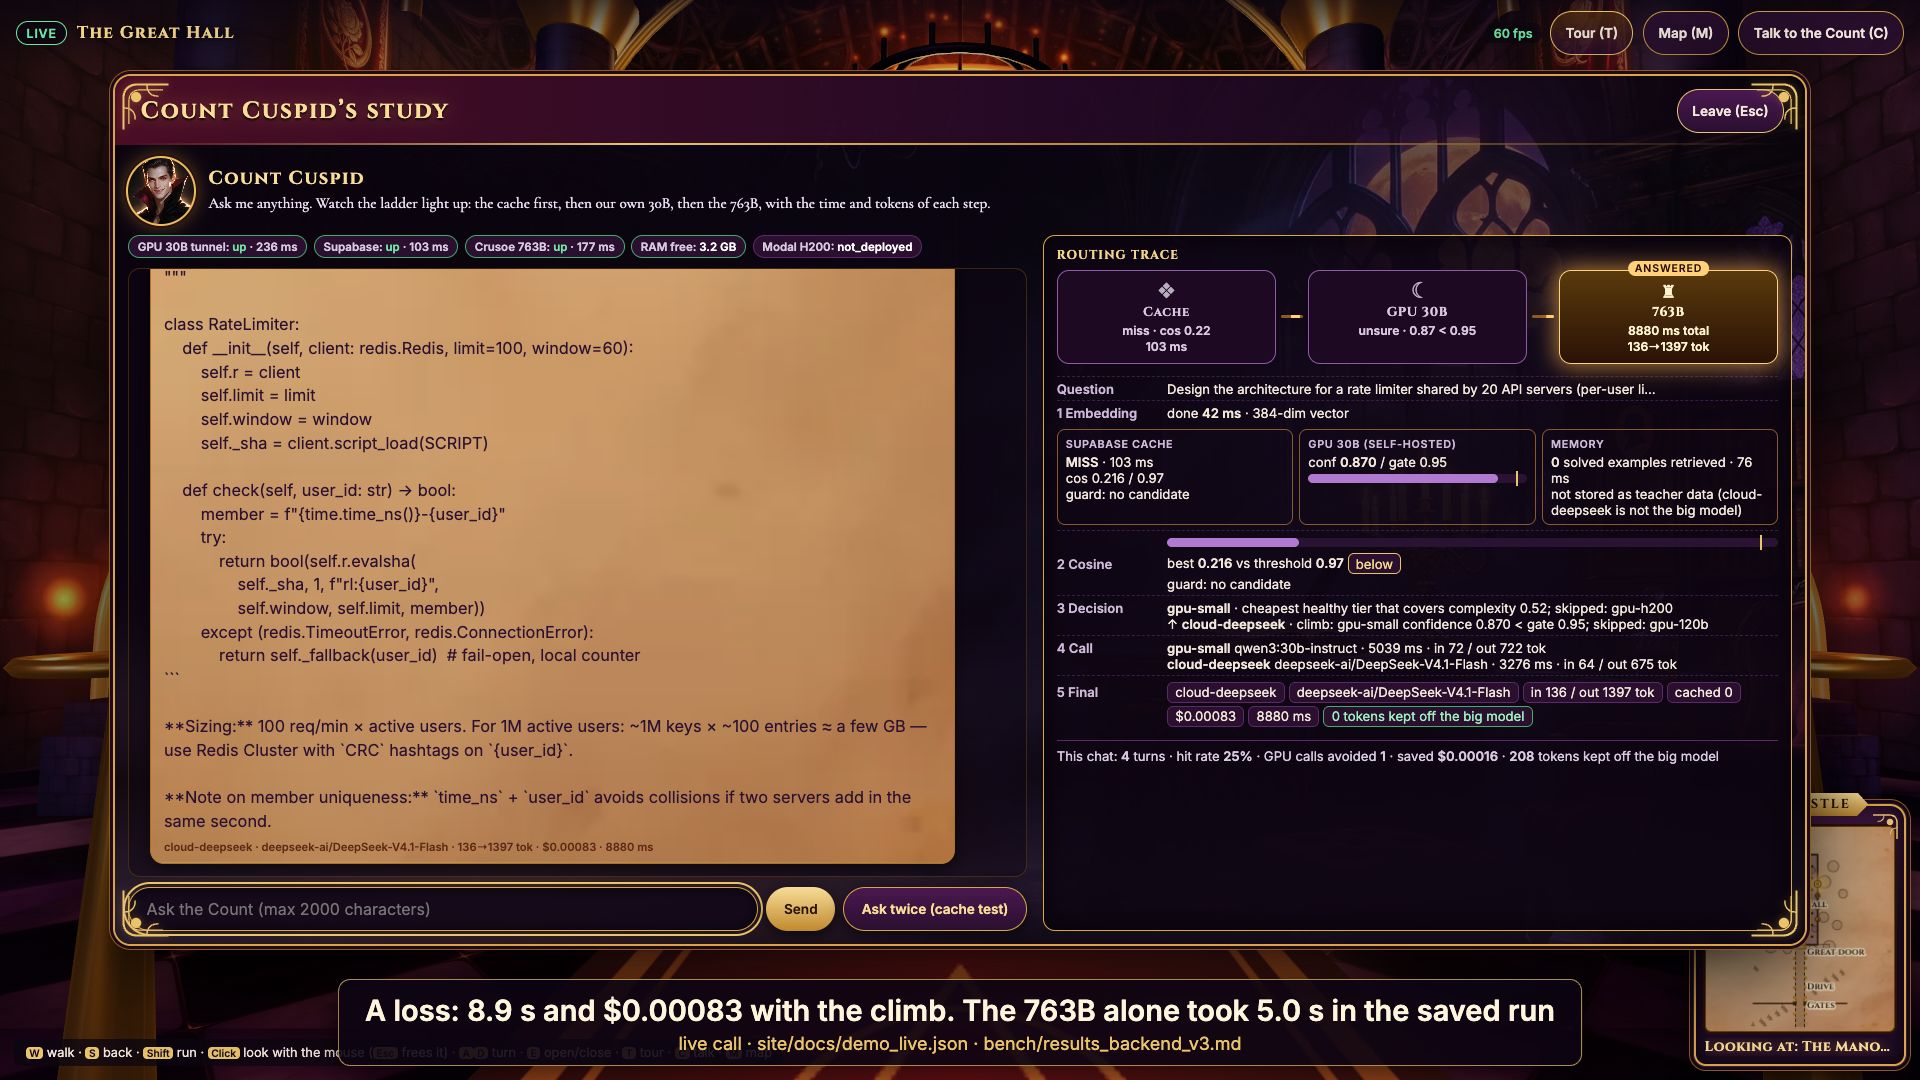 LIVE THE GREAT HALL
60 fps
Tour (T)
Map (M)
Talk to the Count (C)
COUNT CUSPID'S STUDY
Leave (Esc)
COUNT CUSPID
Ask me anything. Watch the ladder light up: the cache first, then our own 30B, then the 763B, with the time and tokens of each step.
GPU 30B tunnel: up · 236 ms
Supabase: up · 103 ms
Crusoe 763B: up · 177 ms
RAM free: 3.2 GB
Modal H200: not_deployed
"""
class RateLimiter:
def __init__(self, client: redis.Redis, limit=100, window=60):
self.r = client
self.limit = limit
self.window = window
self._sha = client.script_load(SCRIPT)
def check(self, user_id: str) → bool:
member = f"{time.time_ns()}-{user_id}"
try:
return bool(self.r.evalsha(
self._sha, 1, f"rl:{user_id}",
self.window, self.limit, member))
except (redis.TimeoutError, redis.ConnectionError):
return self._fallback(user_id) # fail-open, local counter
```
**Sizing:** 100 req/min × active users. For 1M active users: ~1M keys × ~100 entries ≈ a few GB —
use Redis Cluster with `CRC` hashtags on `{user_id}`.
**Note on member uniqueness:** `time_ns` + `user_id` avoids collisions if two servers add in the
same second.
cloud-deepseek · deepseek-ai/DeepSeek-V4.1-Flash · 136→1397 tok · $0.00083 · 8880 ms
Ask the Count (max 2000 characters)
Send
Ask twice (cache test)
ROUTING TRACE
CACHE
miss · cos 0.22
103 ms
GPU 30B
unsure · 0.87 < 0.95
ANSWERED
763B
8880 ms total
136→1397 tok
Question Design the architecture for a rate limiter shared by 20 API servers (per-user li...
1 Embedding done 42 ms · 384-dim vector
SUPABASE CACHE
MISS · 103 ms
cos 0.216 / 0.97
guard: no candidate
GPU 30B (SELF-HOSTED)
conf 0.870 / gate 0.95
MEMORY
0 solved examples retrieved · 76
ms
not stored as teacher data (cloud-
deepseek is not the big model)
2 Cosine best 0.216 vs threshold 0.97 below
guard: no candidate
3 Decision gpu-small · cheapest healthy tier that covers complexity 0.52; skipped: gpu-h200
↑ cloud-deepseek · climb: gpu-small confidence 0.870 < gate 0.95; skipped: gpu-120b
4 Call gpu-small qwen3:30b-instruct · 5039 ms · in 72 / out 722 tok
cloud-deepseek deepseek-ai/DeepSeek-V4.1-Flash · 3276 ms · in 64 / out 675 tok
5 Final cloud-deepseek deepseek-ai/DeepSeek-V4.1-Flash in 136 / out 1397 tok cached 0
$0.00083 8880 ms 0 tokens kept off the big model
This chat: 4 turns · hit rate 25% · GPU calls avoided 1 · saved $0.00016 · 208 tokens kept off the big model
GREAT DOOR
DRIVE
GATES
LOOKING AT: THE MANO...
A loss: 8.9 s and $0.00083 with the climb. The 763B alone took 5.0 s in the saved run
live call · site/docs/demo_live.json · bench/results_backend_v3.md
W walk · S back · Shift run · Click look with the mouse (Esc frees it) · A D turn · E open/close · T tour · C talk · M map